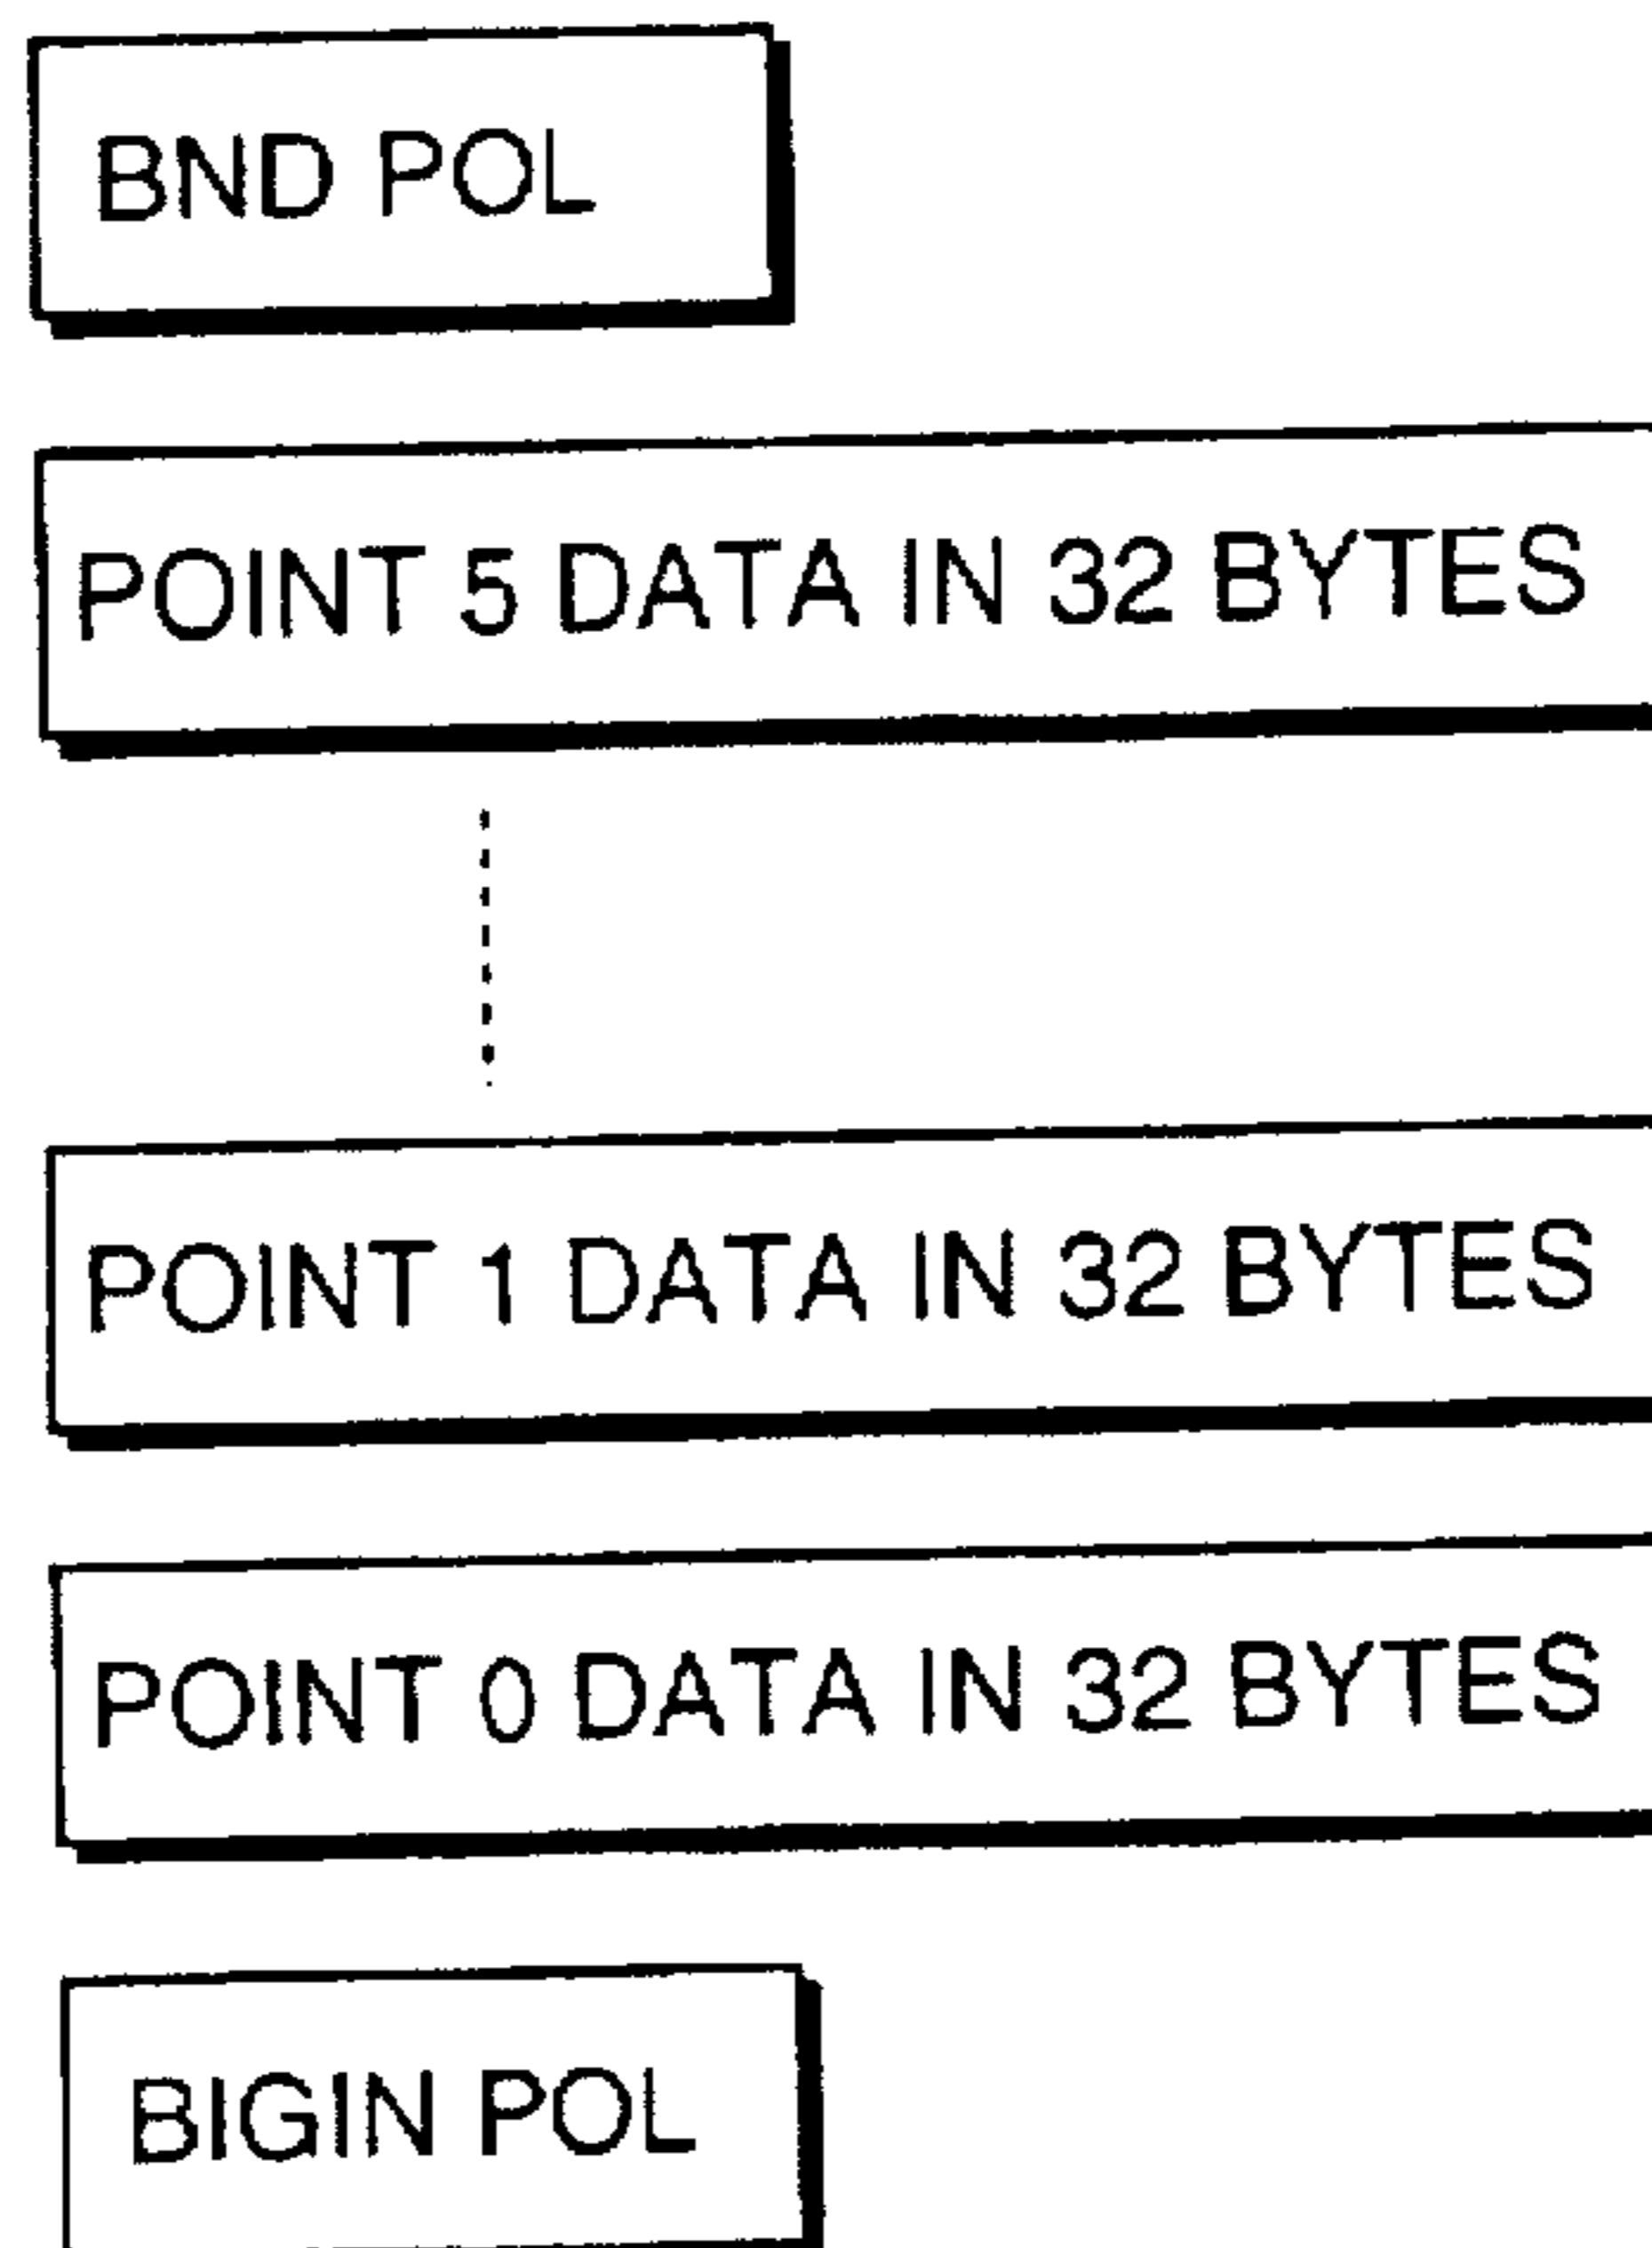 BND POL
POINT 5 DATA IN 32 BYTES
POINT 1 DATA IN 32 BYTES
POINT 0 DATA IN 32 BYTES
BIGIN POL